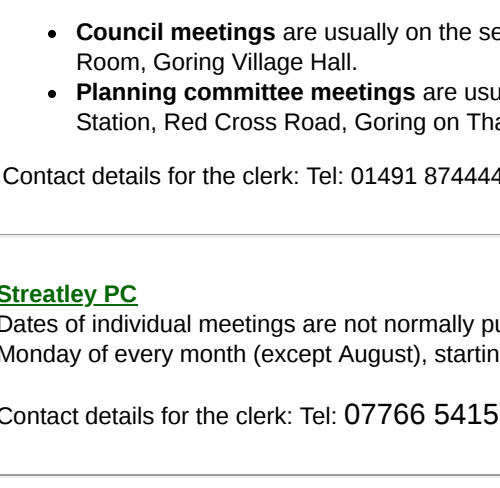 Council meetings are usually on the se
Room, Goring Village Hall.
Planning committee meetings are usu
Station, Red Cross Road, Goring on Tha
Contact details for the clerk: Tel: 01491 874444
Streatley PC
Dates of individual meetings are not normally pu
Monday of every month (except August), startin
Contact details for the clerk: Tel: 07766 5415